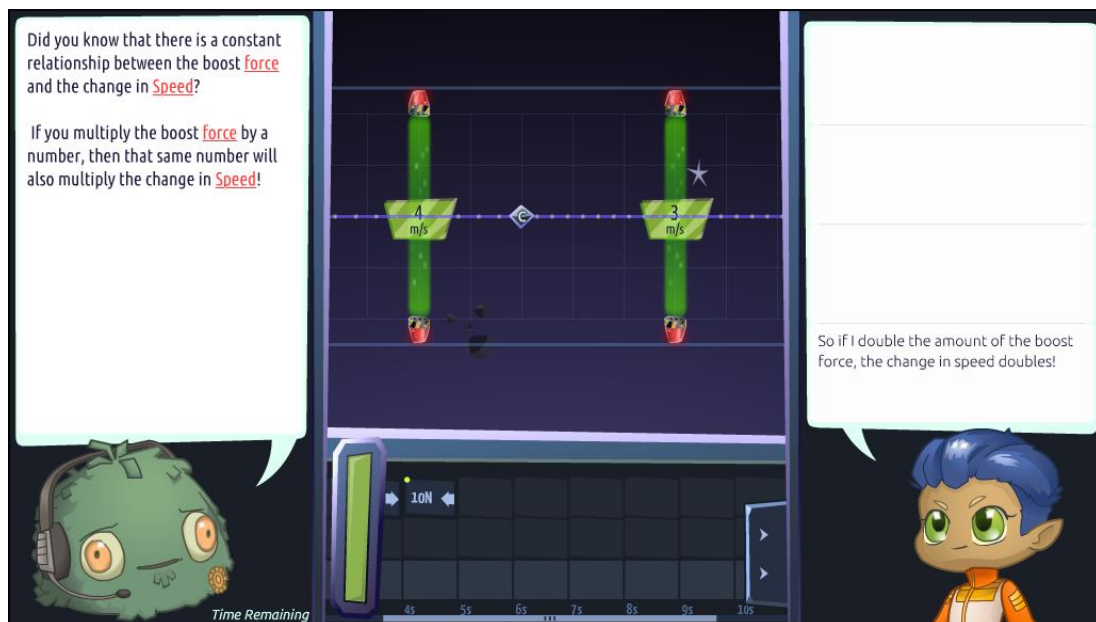 Did you know that there is a constant
relationship between the boost force
and the change in Speed?
If you multiply the boost force by a
number, then that same number will
also multiply the change in Speed!
4
m/s
C
3
m/s
So if I double the amount of the boost
force, the change in speed doubles!
10N
Time Remaining
4s 5s 6s 7s 8s 9s 10s